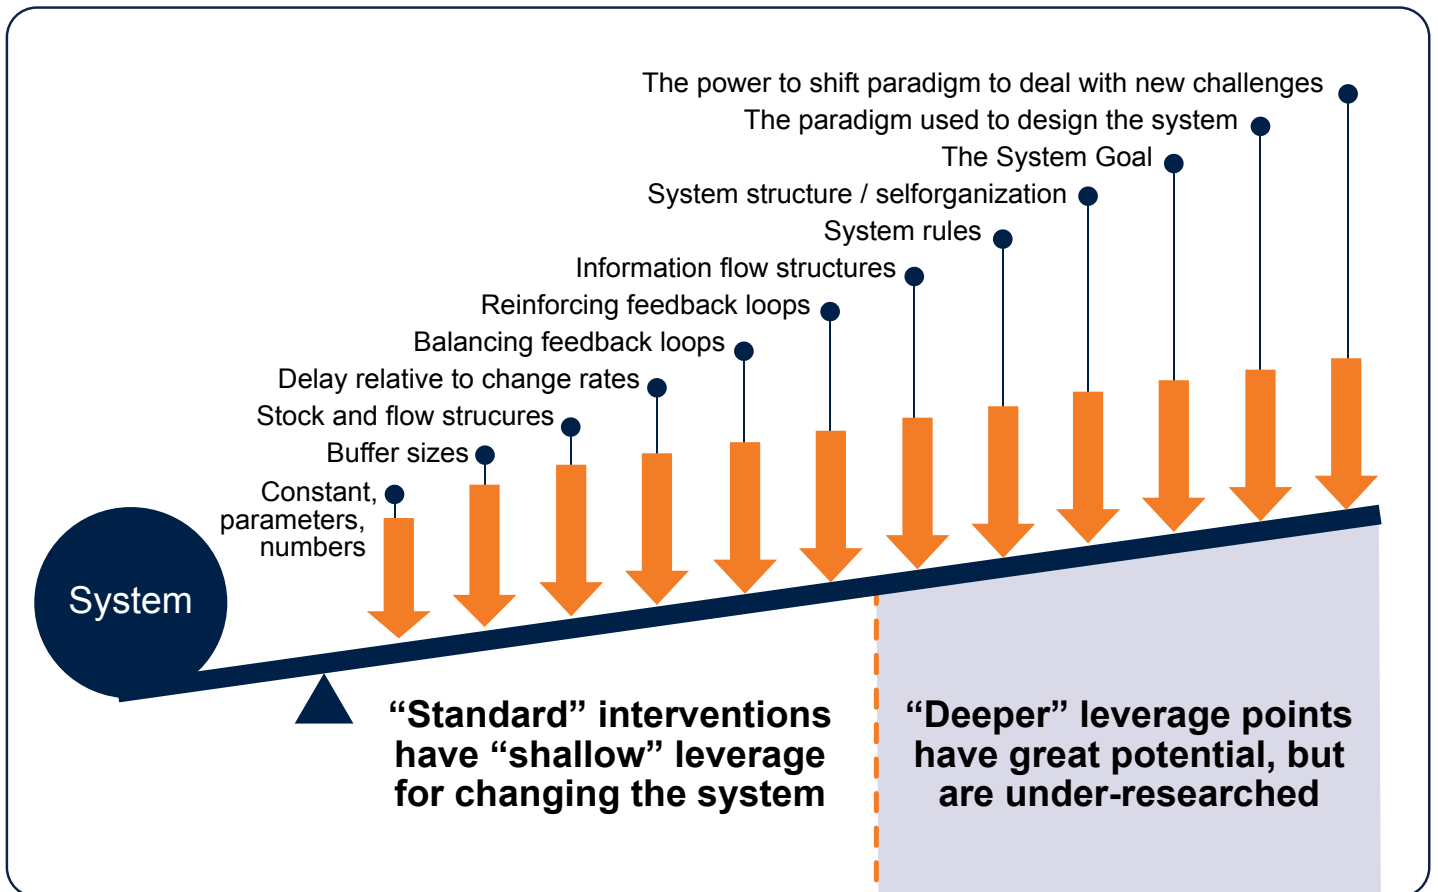 The power to shift paradigm to deal with new challenges
The paradigm used to design the system
The System Goal
System structure / selforganization
System rules
Information flow structures
Reinforcing feedback loops
Balancing feedback loops
Delay relative to change rates
Stock and flow strucures
Buffer sizes
Constant,
parameters,
numbers
System
“Standard” interventions
have “shallow” leverage
for changing the system
“Deeper” leverage points
have great potential, but
are under-researched